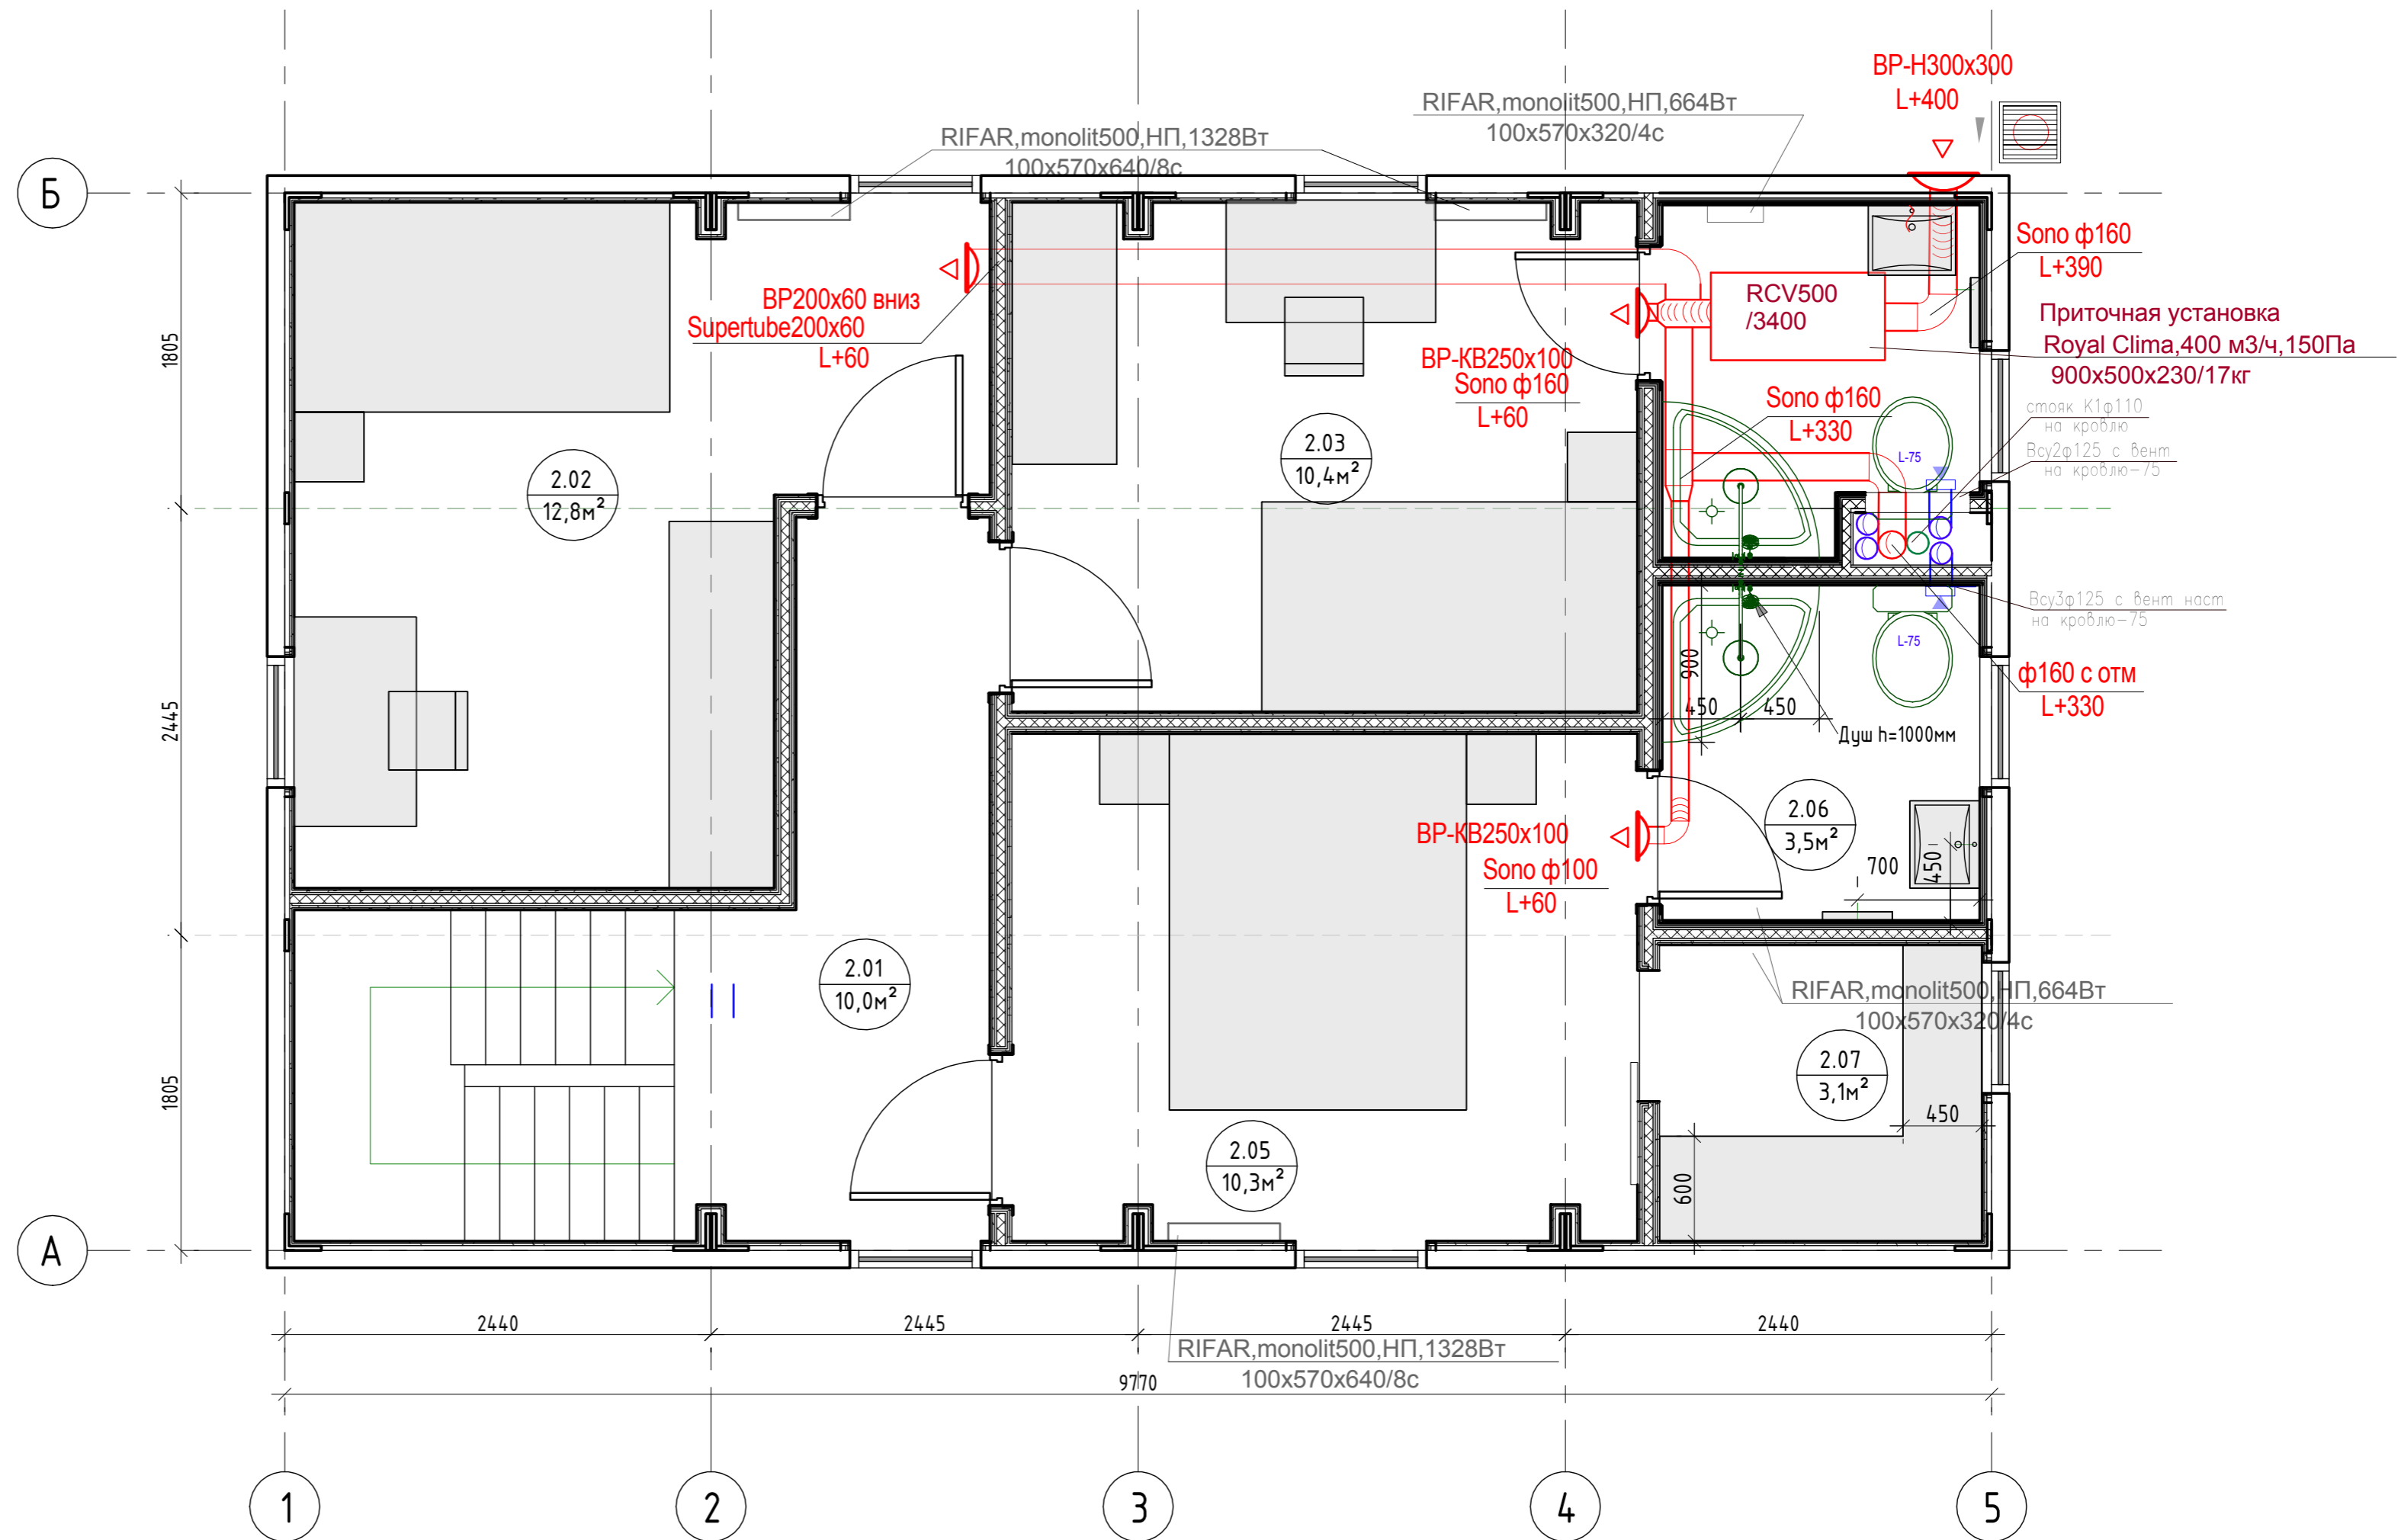 ВР-Н300х300
L+400
RIFAR,monolit500,НП,664Вт
100х570х320/4с
RIFAR,monolit500,НП,1328Вт
100х570х640/8с
Б
Sono ф160
L+390
RCV500
/3400
Приточная установка
Royal Clima,400 м3/ч,150Па
900х500х230/17кг
ВР200х60 вниз
Supertube200х60
L+60
ВР-КВ250х100
Sono ф160
L+60
Sono ф160
L+330
1805
стояк К1ф110
на кровлю
Всу2ф125 с вент
на кровлю-75
L-75
2.02
12,8м²
2.03
10,4м²
Всу3ф125 с вент наст
на кровлю-75
L-75
ф160 с отм
L+330
900
450
450
Душ h=1000мм
2445
2.06
3,5м²
ВР-КВ250х100
Sono ф100
L+60
700
450
2.01
10,0м²
RIFAR,monolit500,НП,664Вт
100х570х320/4с
1805
2.07
3,1м²
450
2.05
10,3м²
600
А
2440
2445
2445
2440
RIFAR,monolit500,НП,1328Вт
100х570х640/8с
9770
1
2
3
4
5